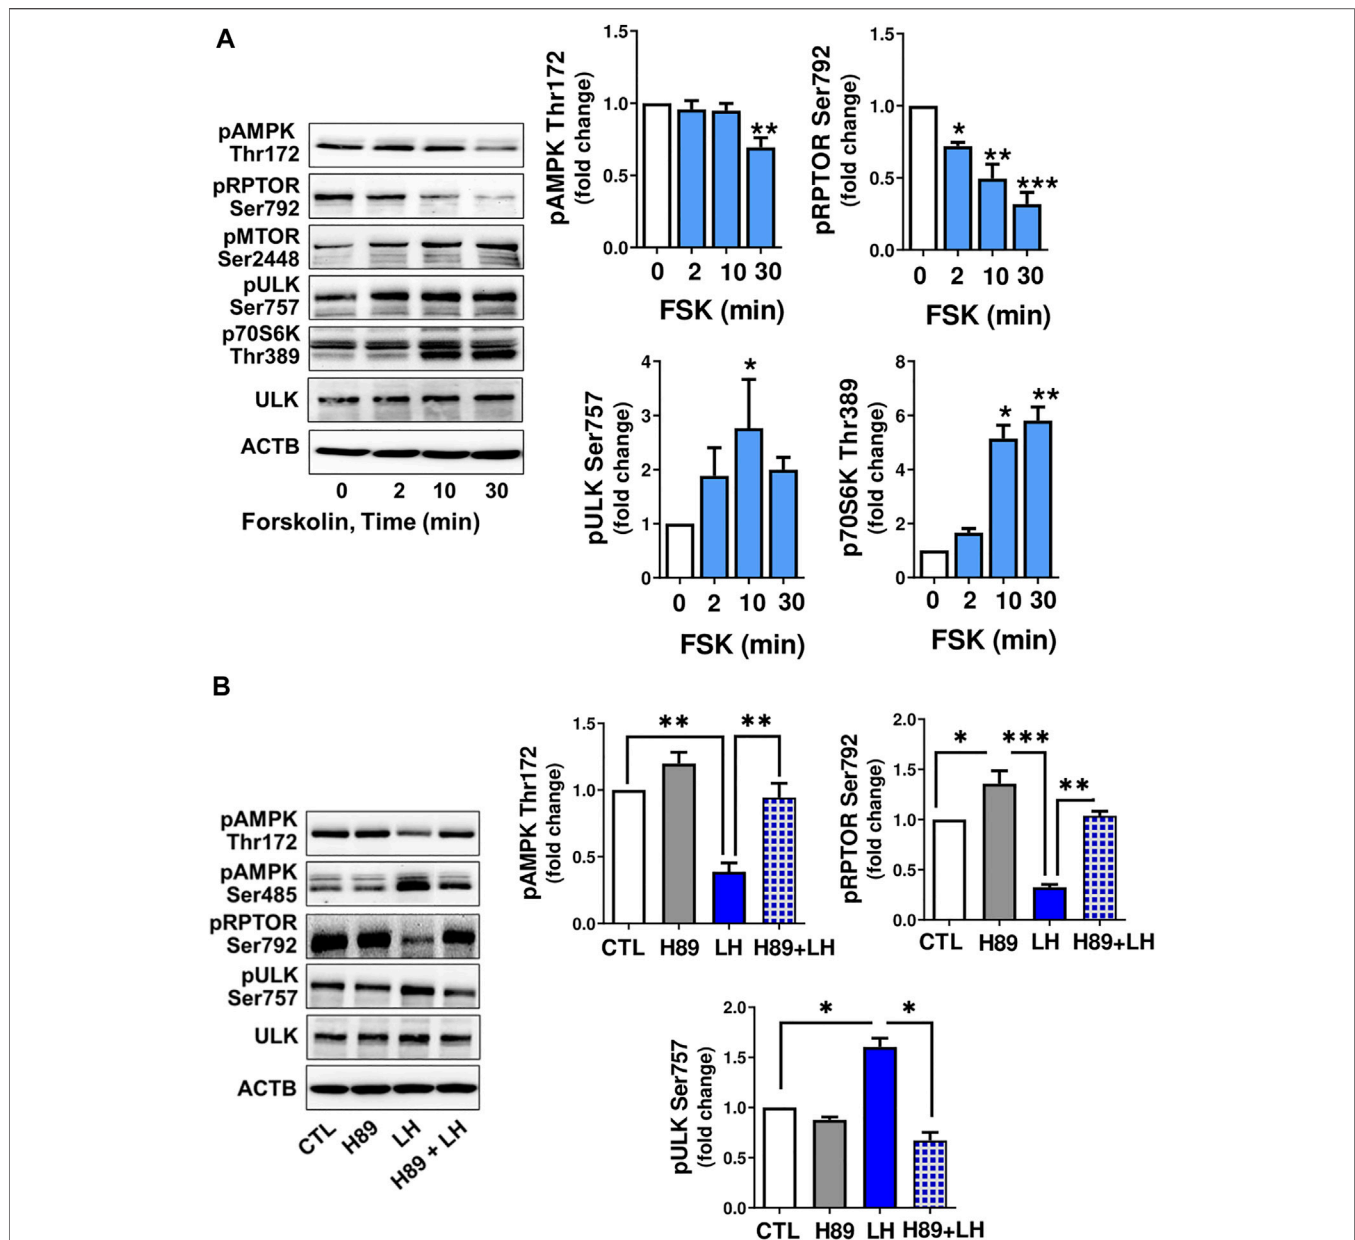 A
pAMPK
Thr172
pRPTOR
Ser792
pMTOR
Ser2448
pULK
Ser757
p70S6K
Thr389
ULK
ACTB
0 2 10 30
Forskolin, Time (min)
pAMPK Thr172
(fold change)
1.5
1.0
0.5
0.0
**
0 2 10 30
FSK (min)
pRPTOR Ser792
(fold change)
1.5
1.0
0.5
0.0
* ** ***
0 2 10 30
FSK (min)
pULK Ser757
(fold change)
4
3
2
1
0
*
0 2 10 30
FSK (min)
p70S6K Thr389
(fold change)
8
6
4
2
0
* **
0 2 10 30
FSK (min)
B
pAMPK
Thr172
pAMPK
Ser485
pRPTOR
Ser792
pULK
Ser757
ULK
ACTB
CTL H89 LH H89 + LH
pAMPK Thr172
(fold change)
1.5
1.0
0.5
0.0
** **
CTL H89 LH H89+LH
pRPTOR Ser792
(fold change)
2.0
1.5
1.0
0.5
0.0
* *** **
CTL H89 LH H89+LH
pULK Ser757
(fold change)
2.0
1.5
1.0
0.5
0.0
* *
CTL H89 LH H89+LH